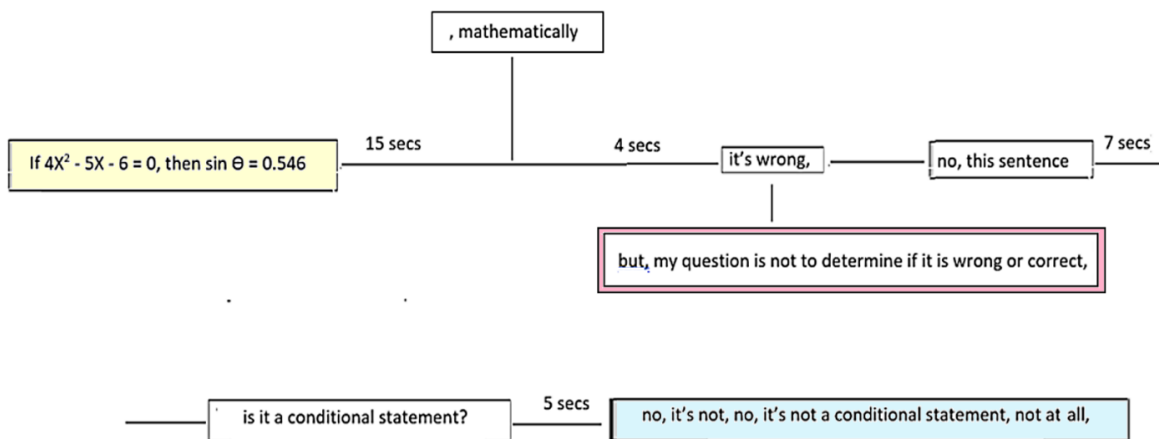 , mathematically
If 4X² - 5X - 6 = 0, then sin Ɵ = 0.546
15 secs
4 secs
it's wrong,
no, this sentence
7 secs
but, my question is not to determine if it is wrong or correct,
is it a conditional statement?
5 secs
no, it's not, no, it's not a conditional statement, not at all,